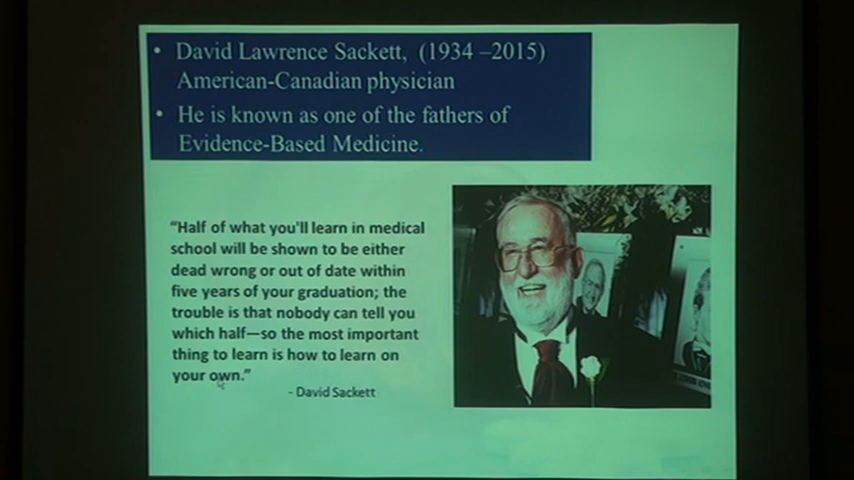 • David Lawrence Sackett, (1934 –2015)
American-Canadian physician
• He is known as one of the fathers of
Evidence-Based Medicine.
“Half of what you'll learn in medical
school will be shown to be either
dead wrong or out of date within
five years of your graduation; the
trouble is that nobody can tell you
which half—so the most important
thing to learn is how to learn on
your own.”
- David Sackett